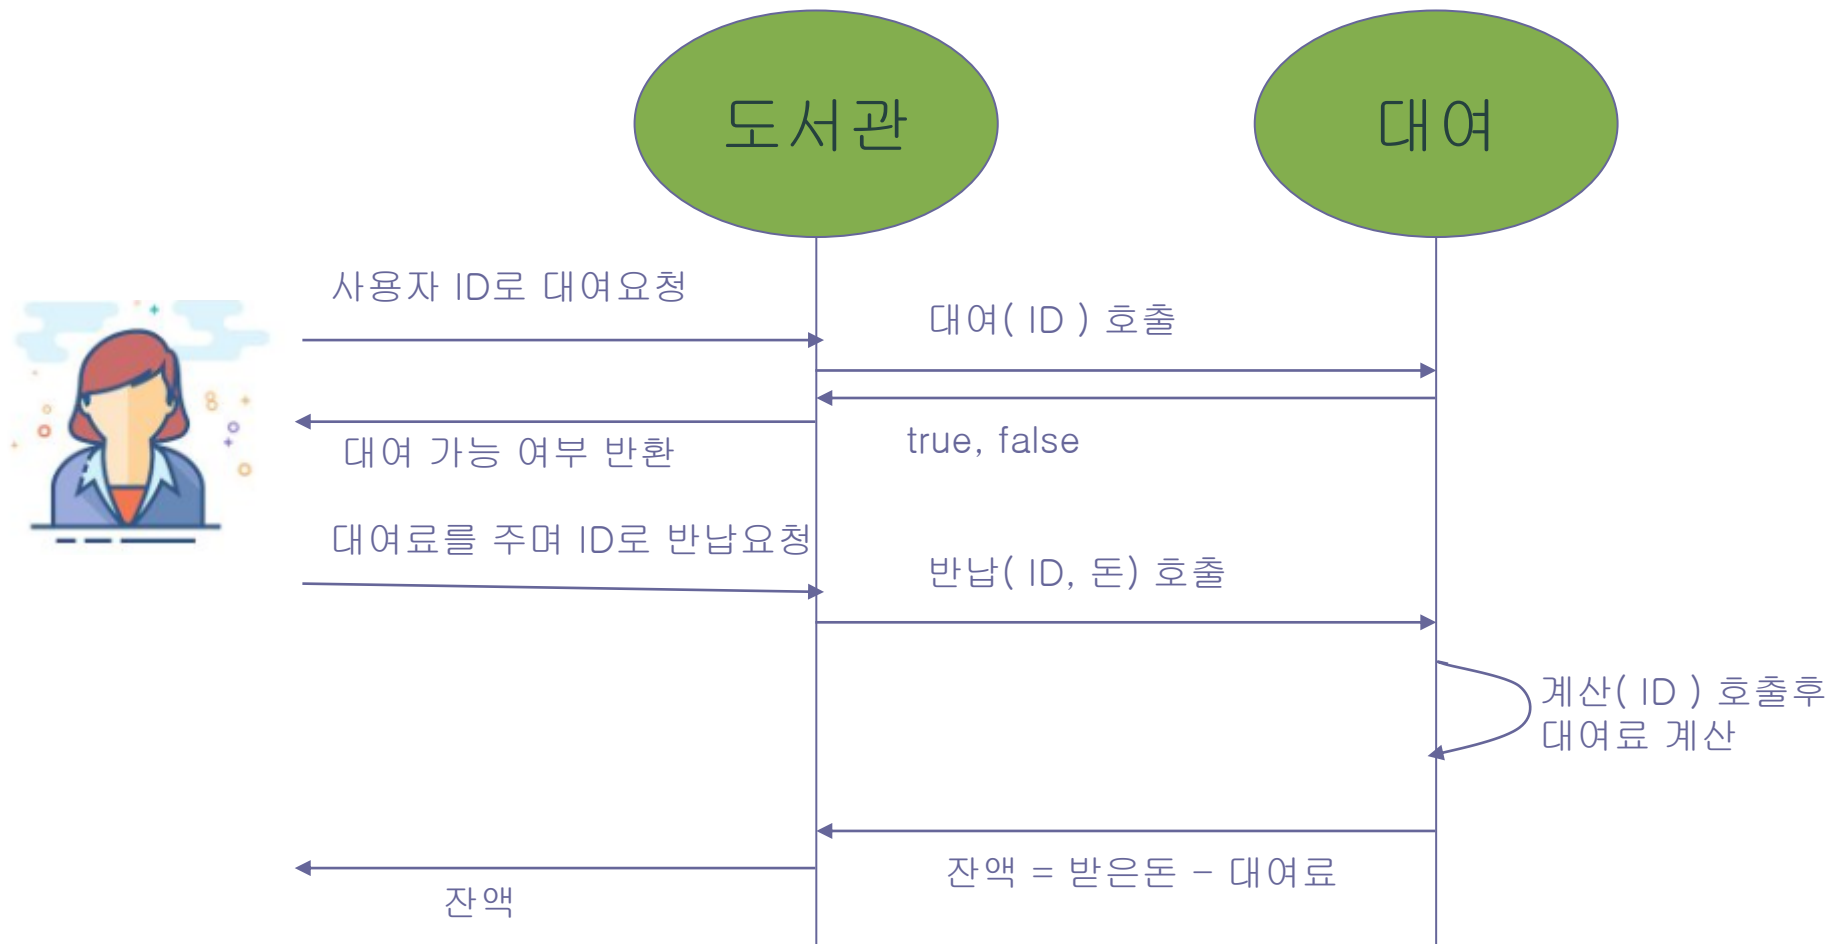 도서관
대여
사용자 ID로 대여요청
대여( ID ) 호출
true, false
대여 가능 여부 반환
대여료를 주며 ID로 반납요청
반납( ID, 돈) 호출
계산( ID ) 호출후
대여료 계산
잔액 = 받은돈 – 대여료
잔액